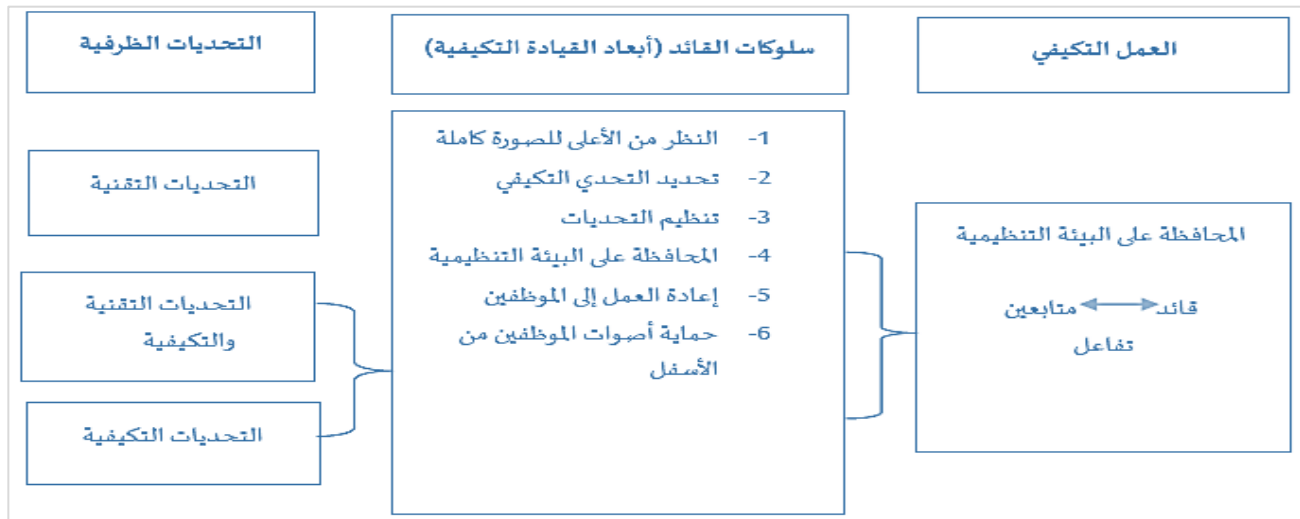 العمل التكيفي
سلوكات القائد (أبعاد القيادة التكيفية)
التحديات الظرفية
1- النظر من الأعلى للصورة كاملة
2- تحديد التحدي التكيفي
3- تنظيم التحديات
4- المحافظة على البيئة التنظيمية
5- إعادة العمل إلى الموظفين
6- حماية أصوات الموظفين من
الأسفل
التحديات التقنية
التحديات التقنية
والتكيفية
التحديات التكيفية
المحافظة على البيئة التنظيمية
قائد متابعين
تفاعل